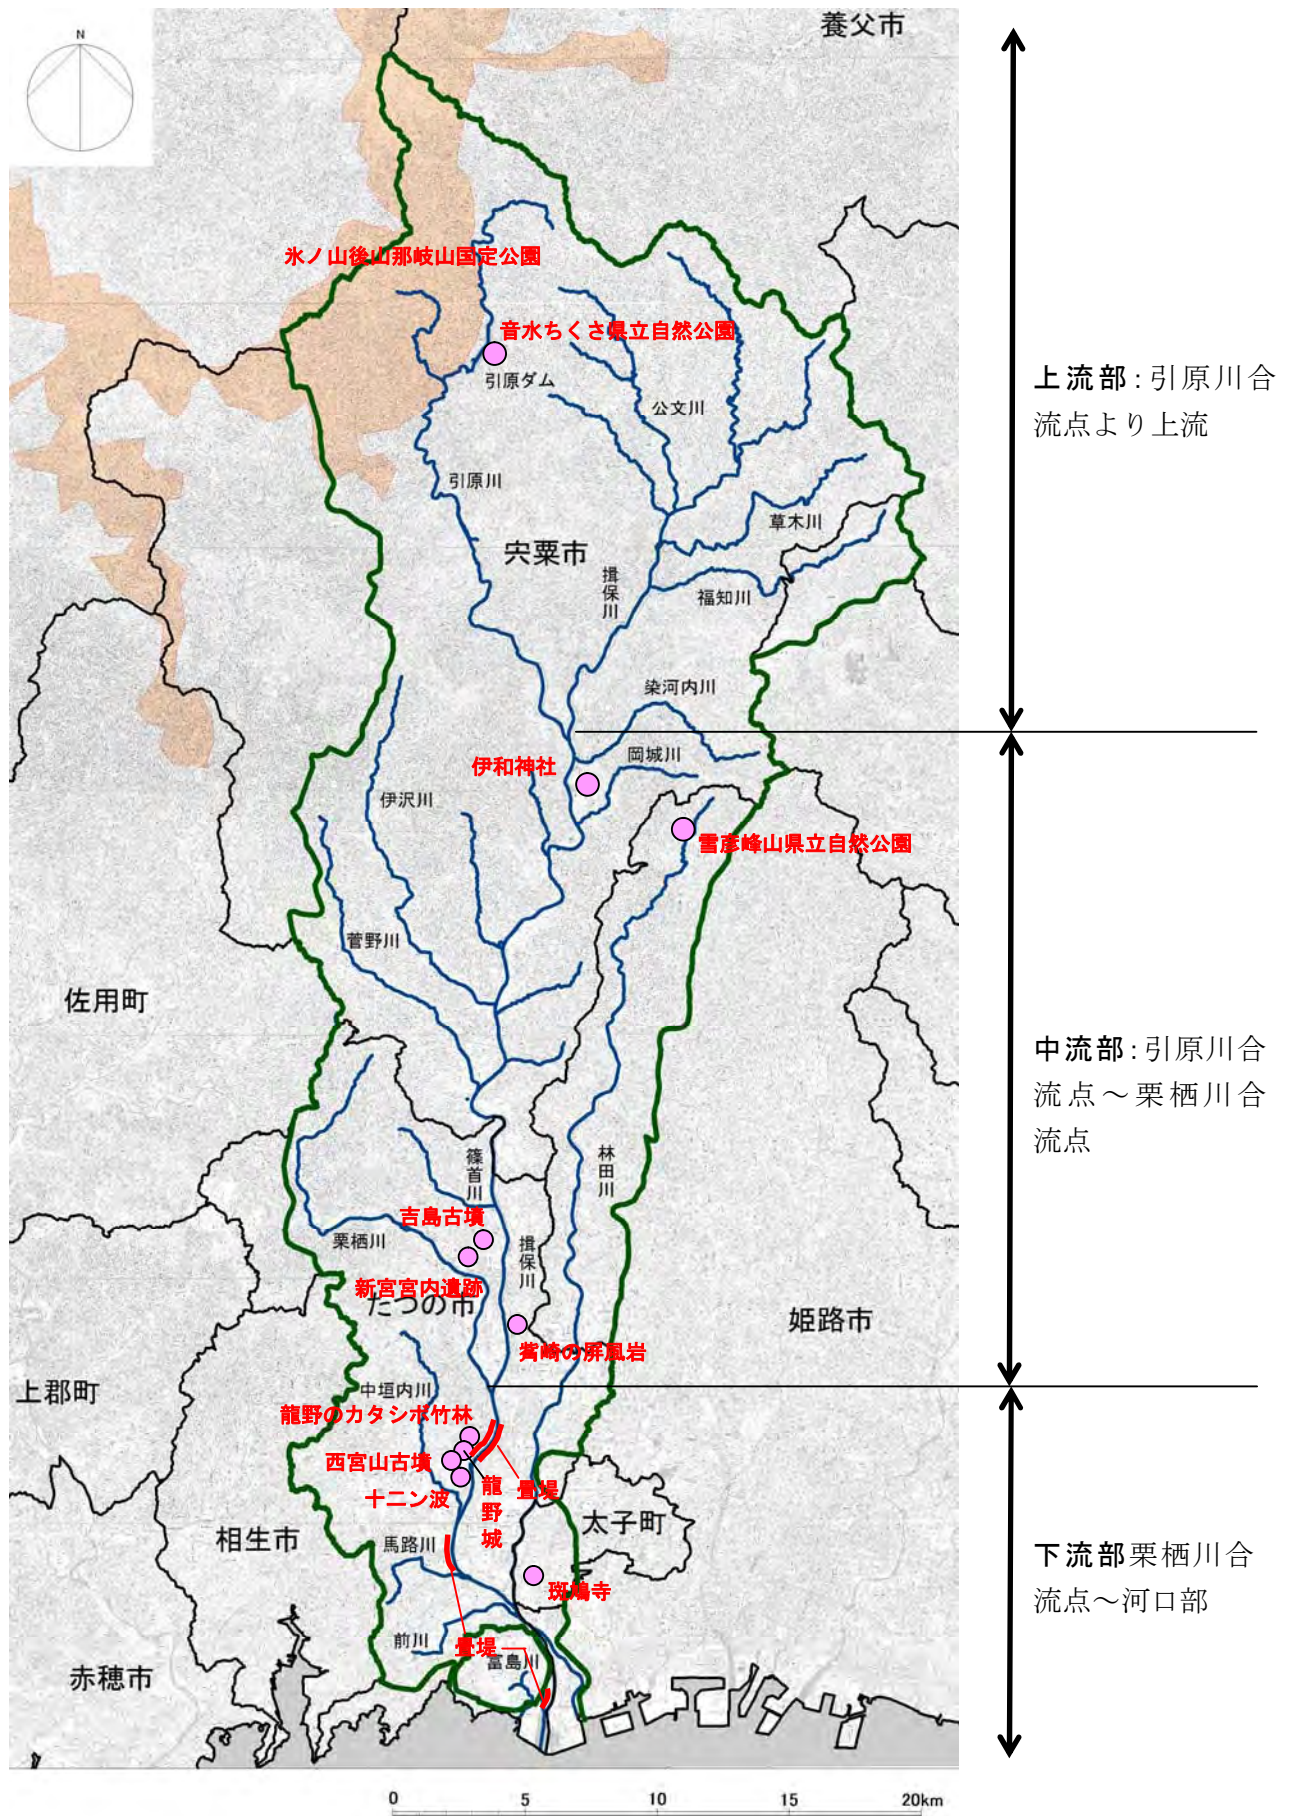 N
養父市
氷ノ山後山那岐山国定公園
音水ちくさ県立自然公園
引原ダム
公文川
上流部:引原川合
流点より上流
引原川
草木川
宍粟市
揖保川
福知川
染河内川
岡城川
伊和神社
伊沢川
雪彦峰山県立自然公園
菅野川
佐用町
中流部:引原川合
流点～栗栖川合
流点
篠首川
林田川
吉島古墳
栗栖川
揖保川
新宮宮内遺跡
たつの市
姫路市
觜崎の屏風岩
上郡町
中垣内川
龍野のカタシボ竹林
西宮山古墳
十二ン波
龍野城
畳堤
太子町
相生市
馬路川
下流部栗栖川合
流点～河口部
斑鳩寺
前川
畳堤
富島川
赤穂市
0 5 10 15 20km